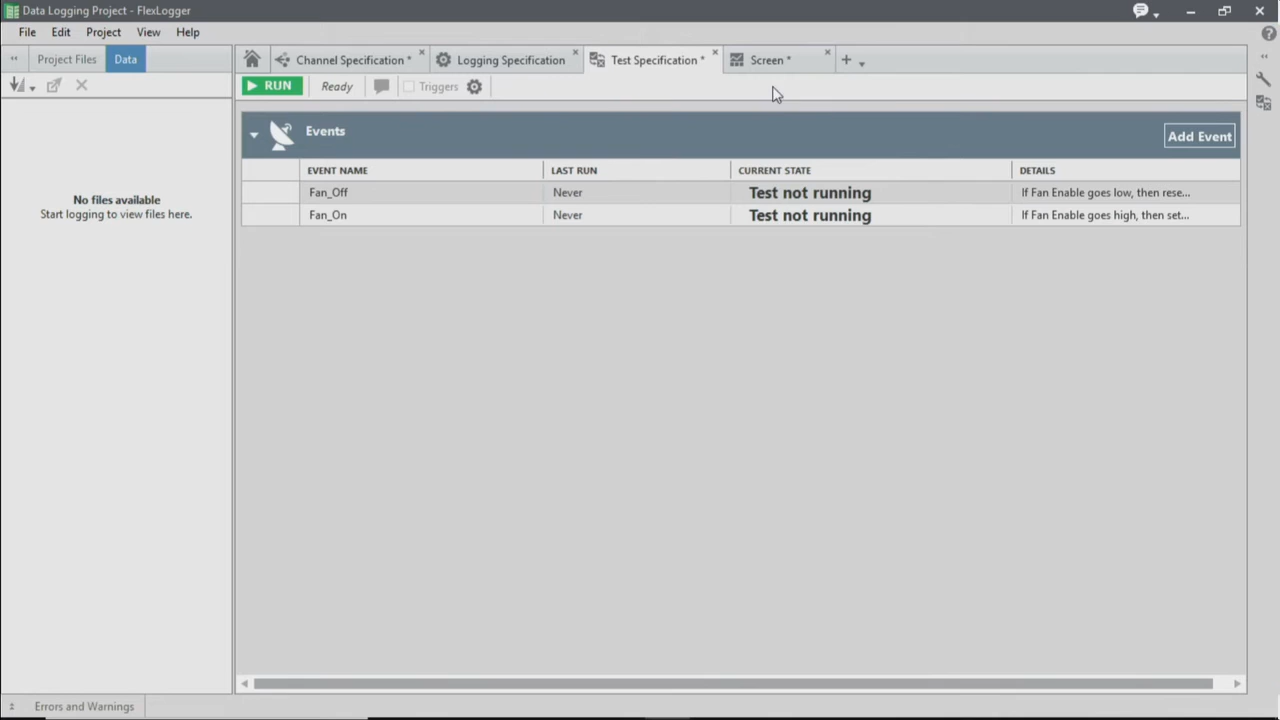 Data Logging Project - FlexLogger
File Edit Project View Help
Project Files Data
Channel Specification * Logging Specification Test Specification * Screen *
RUN Ready Triggers
Events Add Event
EVENT NAME LAST RUN CURRENT STATE DETAILS
Fan_Off Never Test not running If Fan Enable goes low, then rese...
Fan_On Never Test not running If Fan Enable goes high, then set...
No files available
Start logging to view files here.
Errors and Warnings